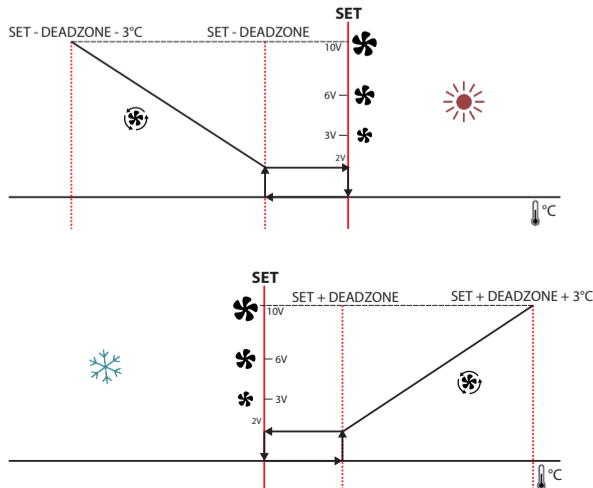 SET
SET - DEADZONE - 3°C
SET - DEADZONE
10V
6V
3V
2V
°C
SET
SET + DEADZONE
SET + DEADZONE + 3°C
10V
6V
3V
2V
°C